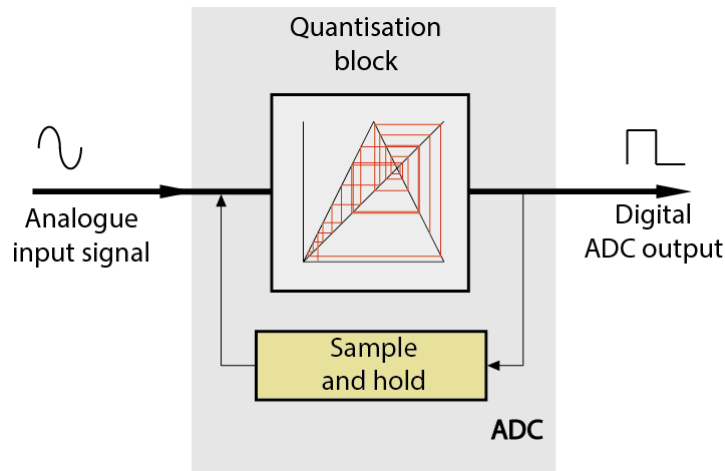 Quantisation
block
Analogue
input signal
Digital
ADC output
Sample
and hold
ADC